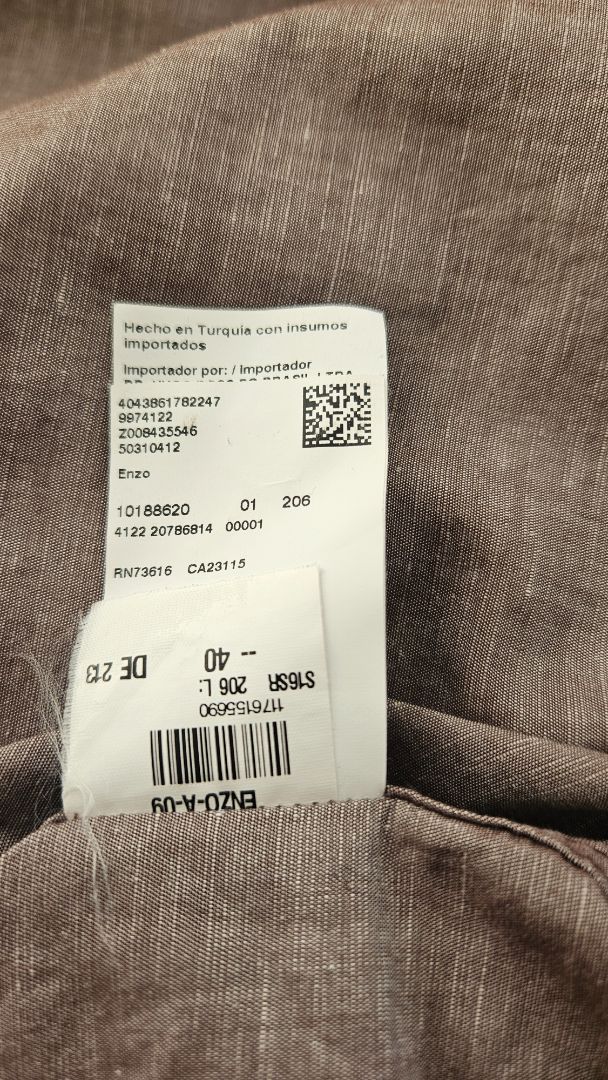 Hecho en Turquía con insumos
importados
Importador por: / Importador
4043861782247
9974122
Z008435546
50310412
Enzo
10188620 01 206
4122 20786814 00001
RN73616 CA23115
ENZO-A-09
1176155690
S16SR 206 L:
-- 40 DE 213